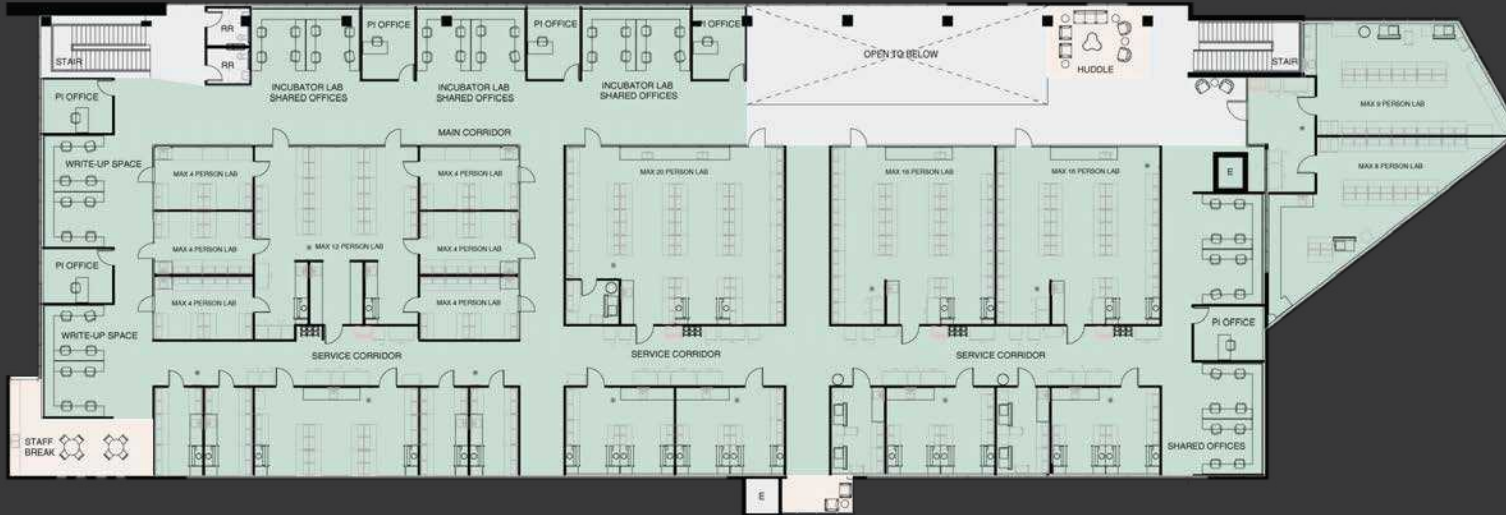 RR
PI OFFICE
PI OFFICE
PI OFFICE
STAIR
RR
OPEN TO BELOW
STAIR
HUDDLE
INCUBATOR LAB
SHARED OFFICES
INCUBATOR LAB
SHARED OFFICES
INCUBATOR LAB
SHARED OFFICES
PI OFFICE
MAX 9 PERSON LAB
MAIN CORRIDOR
WRITE-UP SPACE
MAX 4 PERSON LAB
MAX 4 PERSON LAB
MAX 20 PERSON LAB
MAX 16 PERSON LAB
MAX 16 PERSON LAB
E
MAX 8 PERSON LAB
MAX 4 PERSON LAB
MAX 12 PERSON LAB
MAX 4 PERSON LAB
PI OFFICE
MAX 4 PERSON LAB
MAX 4 PERSON LAB
WRITE-UP SPACE
PI OFFICE
SERVICE CORRIDOR
SERVICE CORRIDOR
SERVICE CORRIDOR
STAFF
BREAK
SHARED OFFICES
E